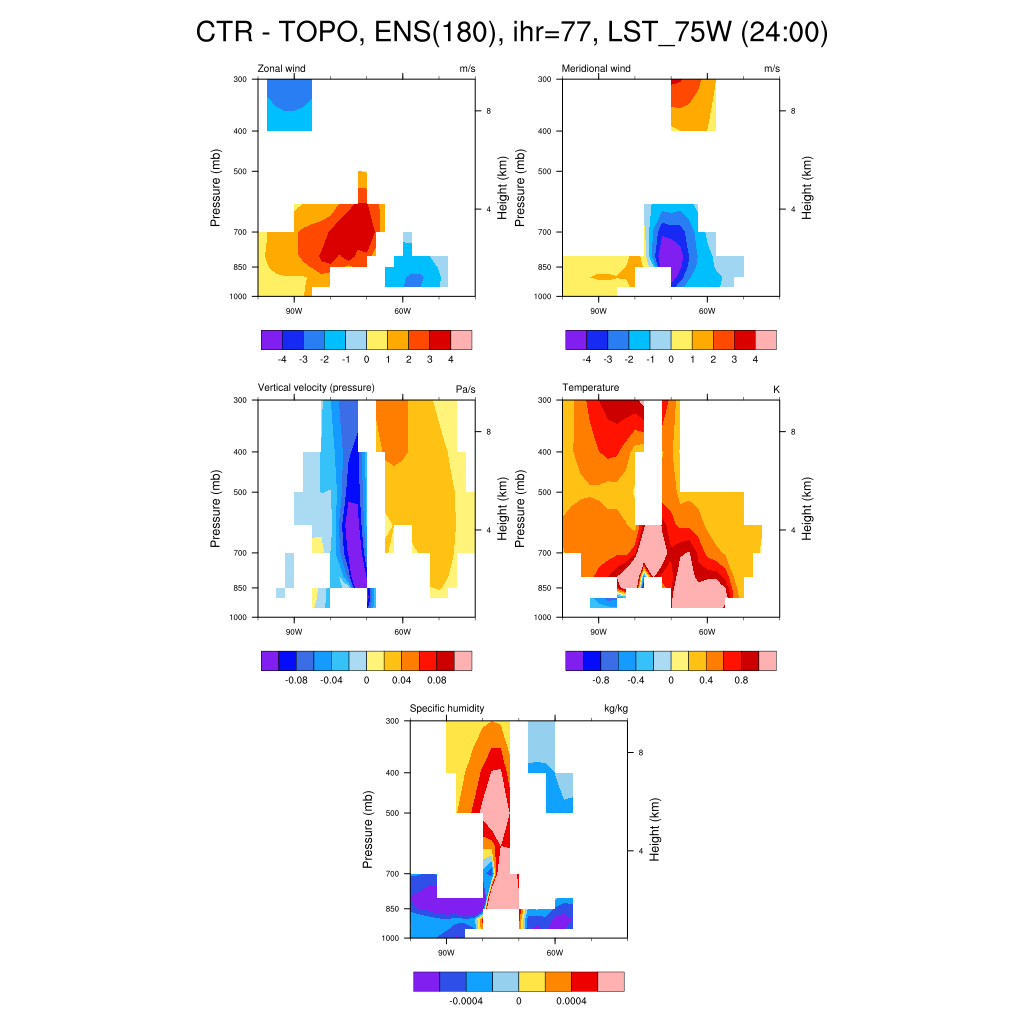 CTR - TOPO, ENS(180), ihr=77, LST_75W (24:00)
Zonal wind m/s
Pressure (mb)
300
400
500
700
850
1000
90W 60W
8
4
Height (km)
-4 -3 -2 -1 0 1 2 3 4
Meridional wind m/s
Pressure (mb)
300
400
500
700
850
1000
90W 60W
8
4
Height (km)
-4 -3 -2 -1 0 1 2 3 4
Vertical velocity (pressure) Pa/s
Pressure (mb)
300
400
500
700
850
1000
90W 60W
8
4
Height (km)
-0.08 -0.04 0 0.04 0.08
Temperature K
Pressure (mb)
300
400
500
700
850
1000
90W 60W
8
4
Height (km)
-0.8 -0.4 0 0.4 0.8
Specific humidity kg/kg
Pressure (mb)
300
400
500
700
850
1000
90W 60W
8
4
Height (km)
-0.0004 0 0.0004